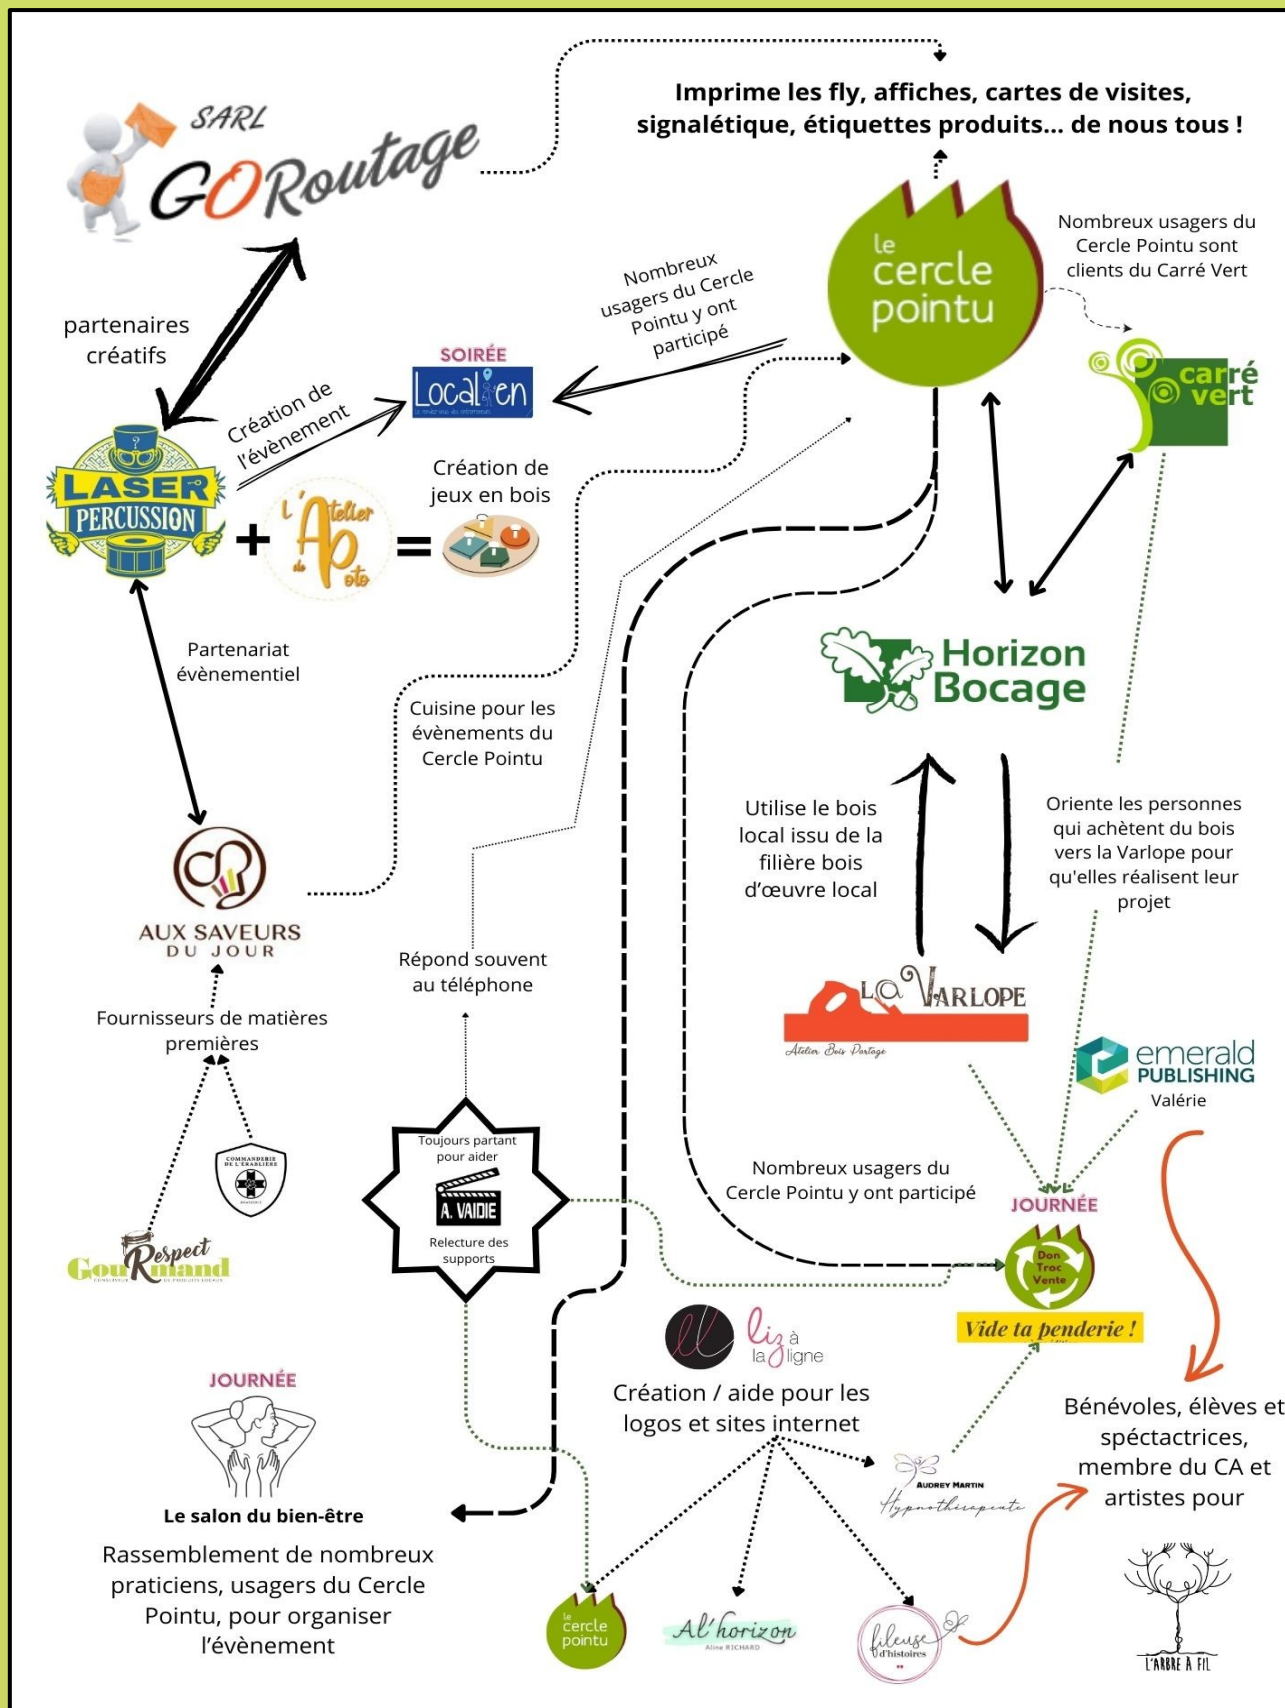 Imprime les fly, affiches, cartes de visites,
signalétique, étiquettes produits... de nous tous !
SARL
GORoutage
le
cercle
pointu
Nombreux usagers du
Cercle Pointu sont
clients du Carré Vert
Nombreux
usagers du Cercle
Pointu y ont
participé
partenaires
créatifs
SOIRÉE
Local en
carré
vert
Création de
l'évènement
Création de
jeux en bois
LASER
PERCUSSION
+
L'Atelier
du Poto
=
Horizon
Bocage
Partenariat
évènementiel
Cuisine pour les
évènements du
Cercle Pointu
Utilise le bois
local issu de la
filière bois
d'œuvre local
Oriente les personnes
qui achètent du bois
vers la Varlope pour
qu'elles réalisent leur
projet
AUX SAVEURS
DU JOUR
Répond souvent
au téléphone
LA VARLOPE
Atelier Bois Partagé
Fournisseurs de matières
premières
emerald
PUBLISHING
Valérie
COMMANDERIE
DE L'ÉRABLIÈRE
Toujours partant
pour aider
A. VAIDIE
Relecture des
supports
Nombreux usagers du
Cercle Pointu y ont participé
JOURNÉE
Don
Troc
Vente
Vide ta penderie !
Respect
Gourmand
liz à
la ligne
Création / aide pour les
logos et sites internet
Bénévoles, élèves et
spéctactrices,
membre du CA et
artistes pour
JOURNÉE
Le salon du bien-être
Rassemblement de nombreux
praticiens, usagers du Cercle
Pointu, pour organiser
l'évènement
AUDREY MARTIN
Hypnothérapeute
le
cercle
pointu
Al'horizon
Aline RICHARD
fileuse
d'histoires
L'ARBRE À FIL